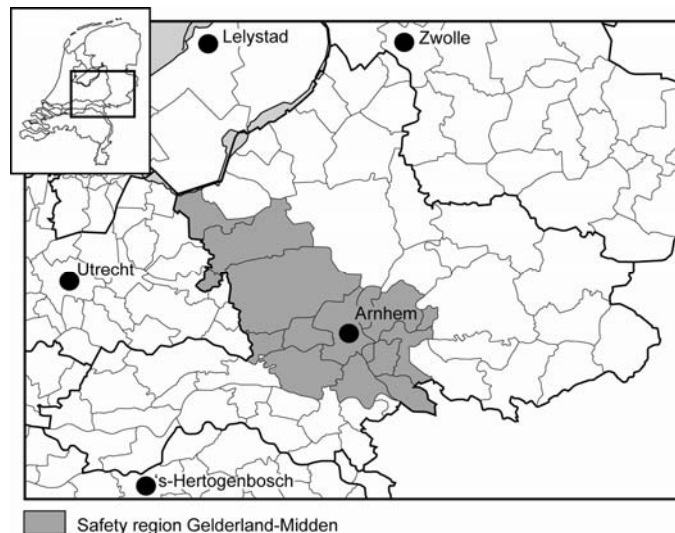 Lelystad
Zwolle
Utrecht
Arnhem
's-Hertogenbosch
Safety region Gelderland-Midden